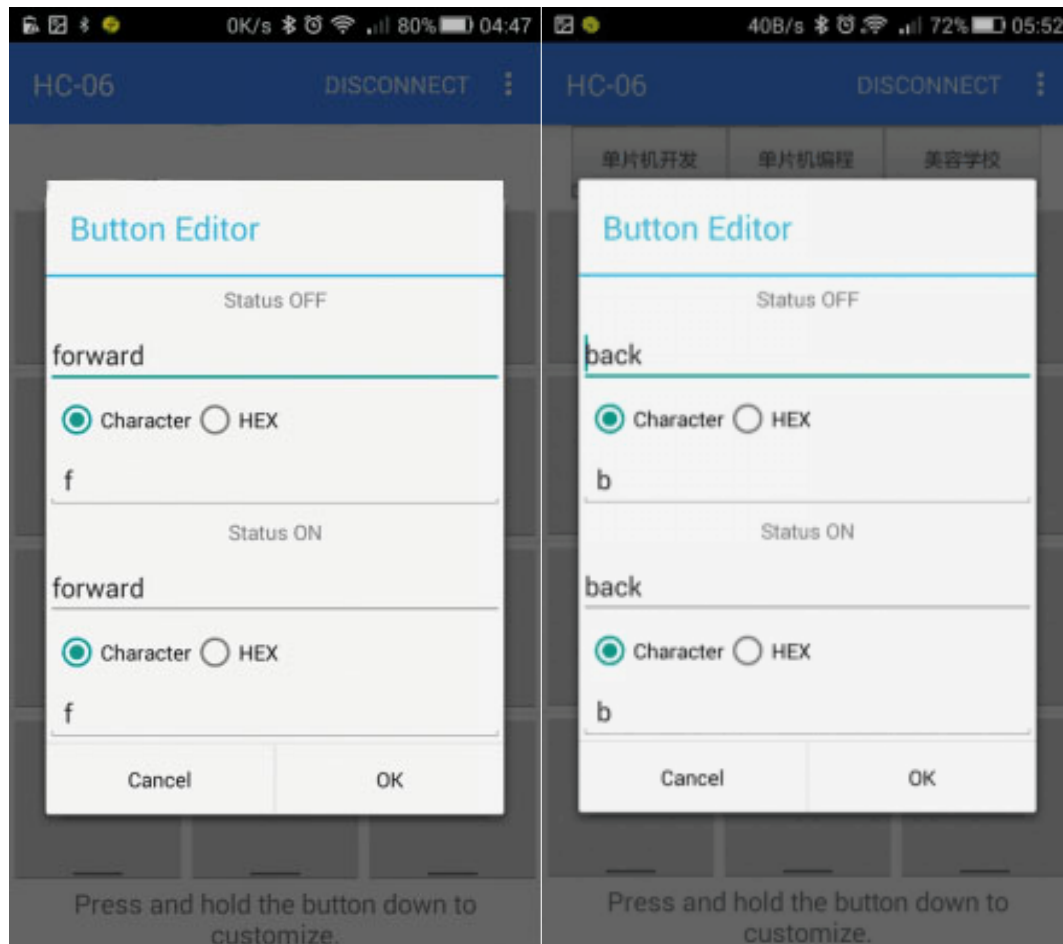 0K/s 80% 04:47
HC-06 DISCONNECT
Button Editor
Status OFF
forward
Character HEX
f
Status ON
forward
Character HEX
f
Cancel OK
Press and hold the button down to
customize.
40B/s 72% 05:52
HC-06 DISCONNECT
单片机开发 单片机编程 美容学校
Button Editor
Status OFF
back
Character HEX
b
Status ON
back
Character HEX
b
Cancel OK
Press and hold the button down to
customize.